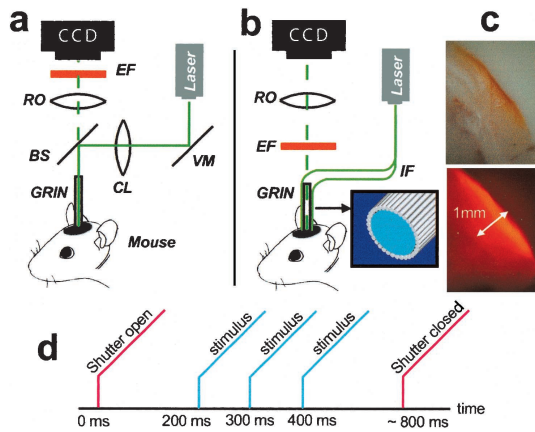 a
CCD
EF
RO
BS
CL
VM
Laser
GRIN
Mouse
b
CCD
RO
EF
GRIN
IF
Laser
c
1mm
d
Shutter open
stimulus
stimulus
stimulus
Shutter closed
0 ms
200 ms
300 ms
400 ms
~ 800 ms
time